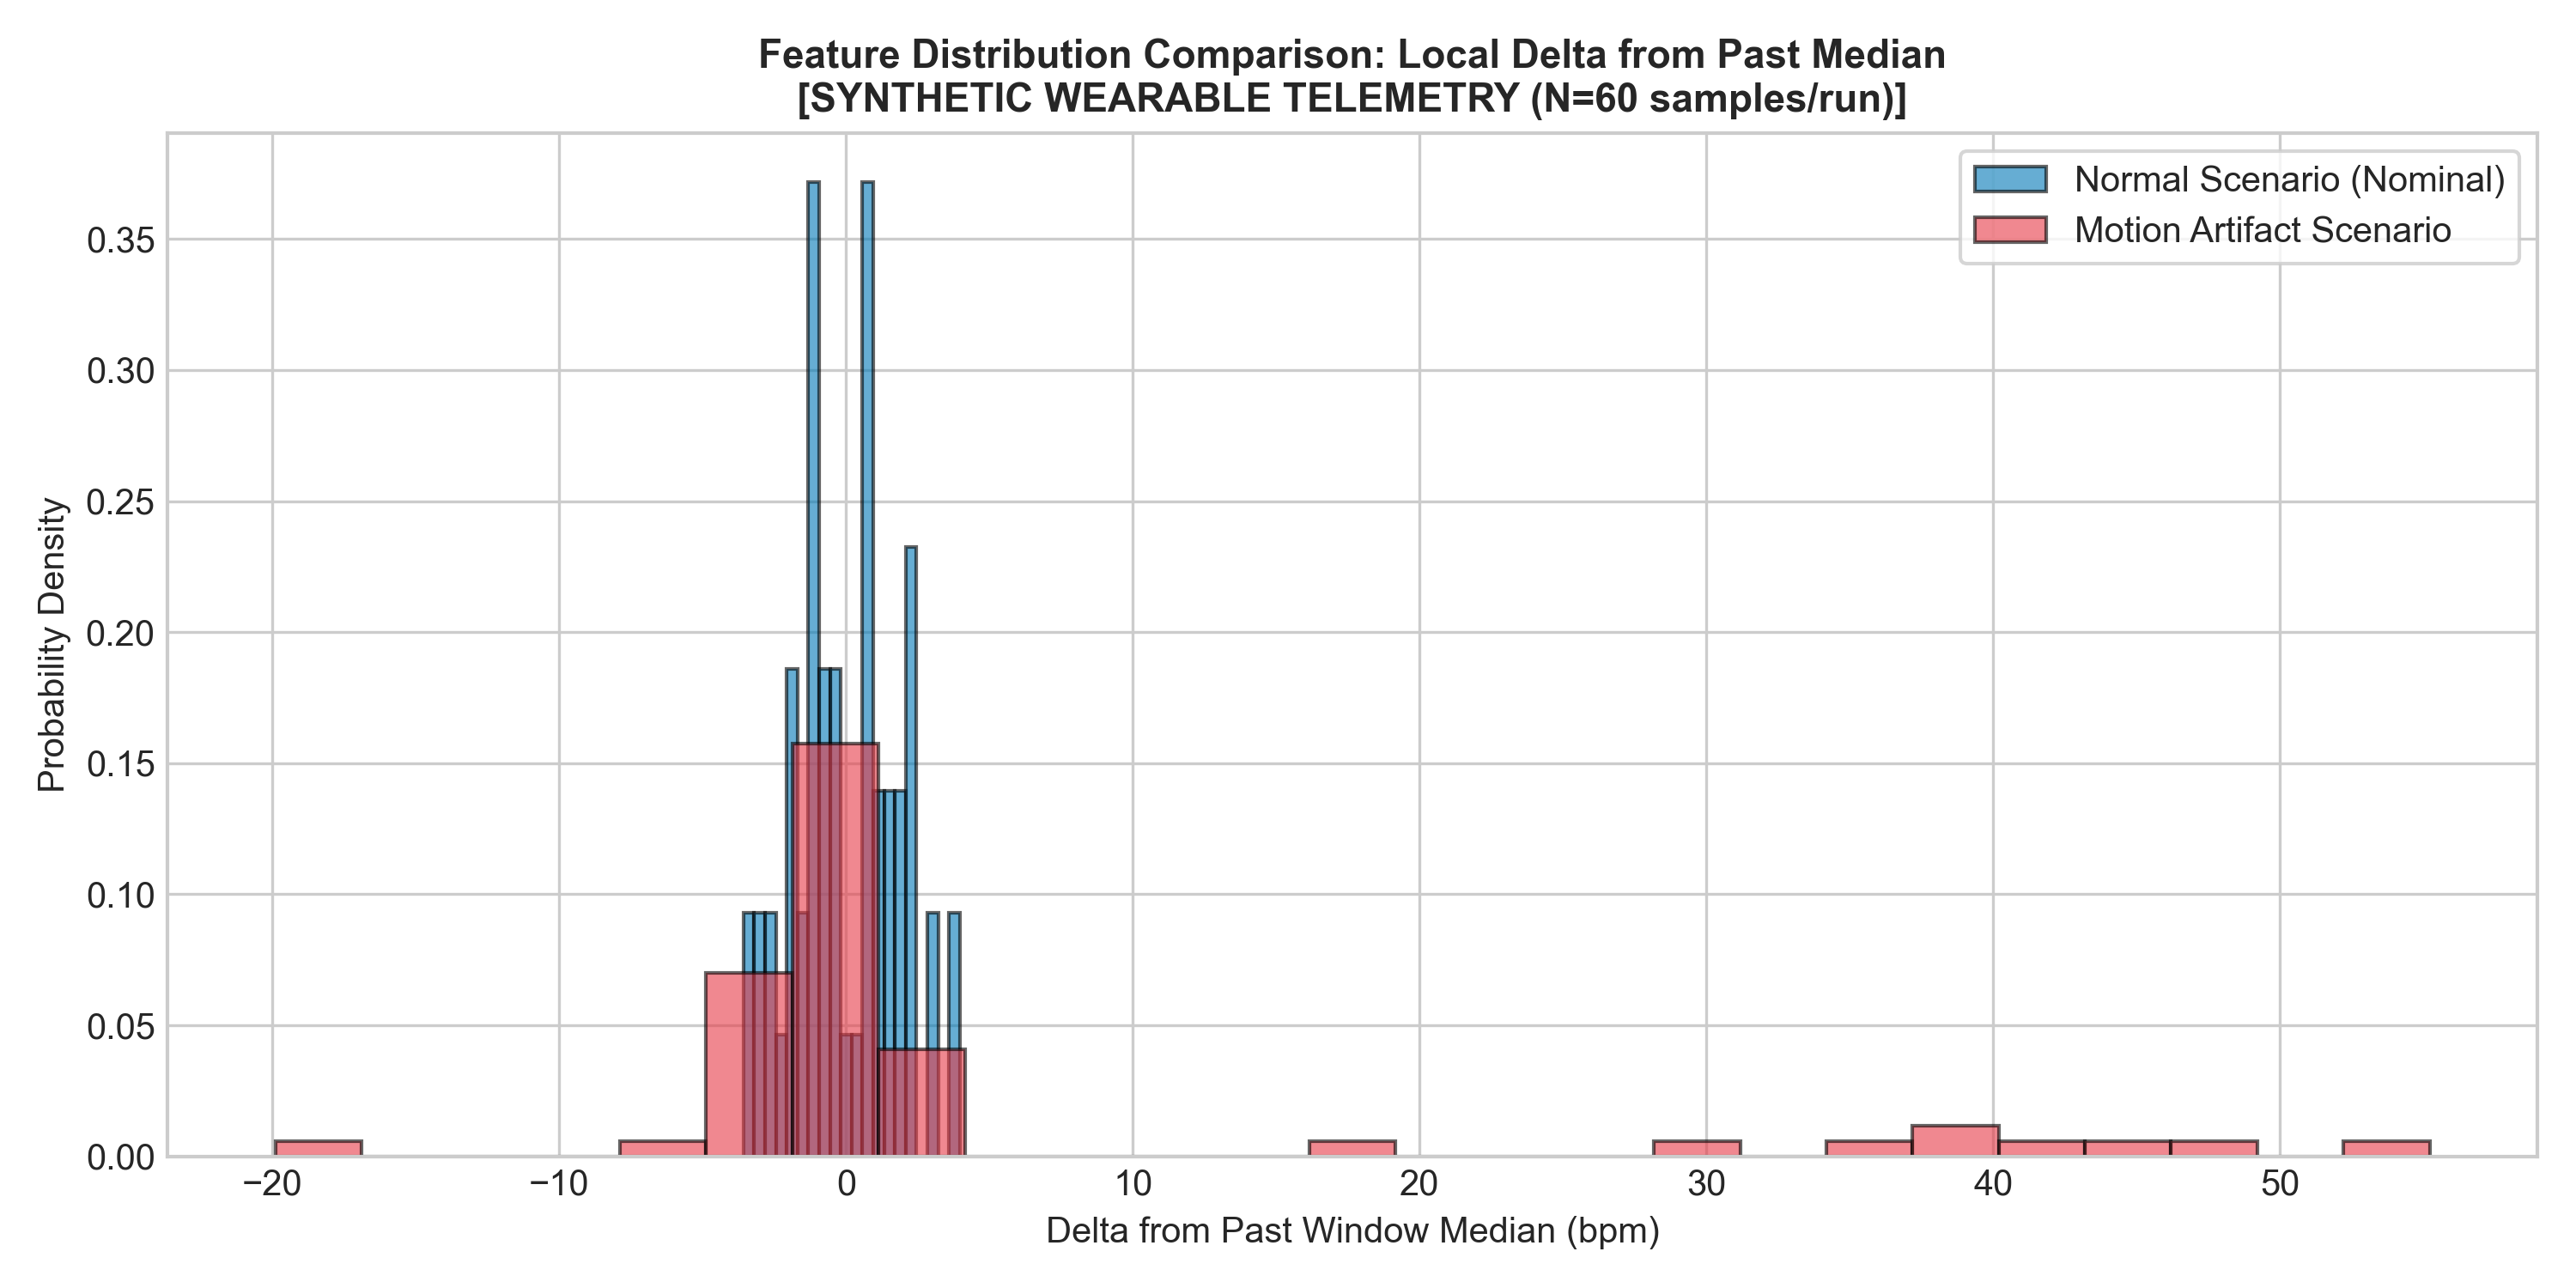 Feature Distribution Comparison: Local Delta from Past Median
[SYNTHETIC WEARABLE TELEMETRY (N=60 samples/run)]
Normal Scenario (Nominal)
Motion Artifact Scenario
Probability Density
0.35
0.30
0.25
0.20
0.15
0.10
0.05
0.00
−20 −10 0 10 20 30 40 50
Delta from Past Window Median (bpm)